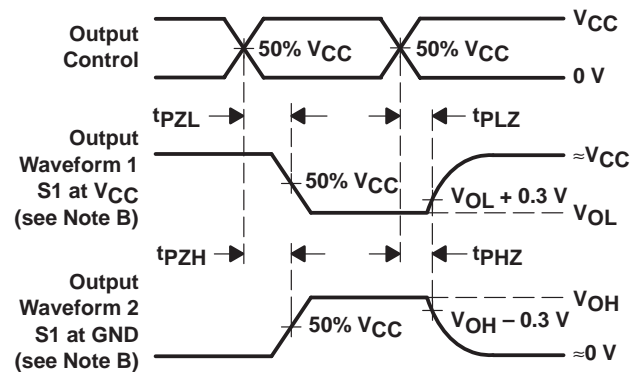 Output
Control
50% VCC
50% VCC
VCC
0 V
tPZL
tPLZ
Output
Waveform 1
S1 at VCC
(see Note B)
50% VCC
≈VCC
VOL + 0.3 V
VOL
tPZH
tPHZ
Output
Waveform 2
S1 at GND
(see Note B)
50% VCC
VOH
VOH – 0.3 V
≈0 V